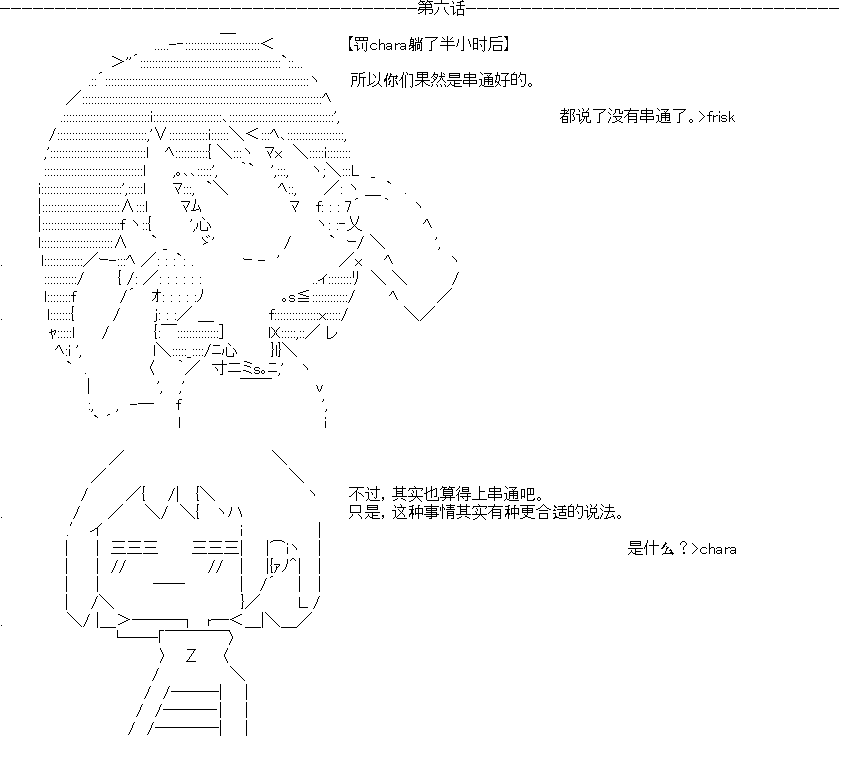 第六话
【罚chara躺了半小时后】
所以你们果然是串通好的。
都说了没有串通了。>frisk
不过，其实也算得上串通吧。
只是，这种事情其实有种更合适的说法。
是什么？>chara
Z